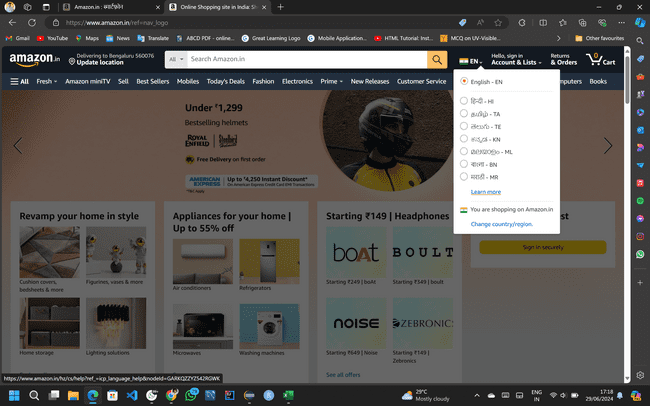 Amazon.in : स्मार्टफ़ोन
Online Shopping site in India: Sh
https://www.amazon.in/ref=nav_logo
Gmail
YouTube
Maps
News
Translate
ABCD PDF - online...
Great Learning Logo
Mobile Application...
HTML Tutorial: Inst...
MCQ on UML (Visi...
Other favourites
amazon.in
Delivering to Bengaluru 560076
Update location
All
Search Amazon.in
EN
Hello, sign in
Account & Lists
Returns
& Orders
0
Cart
All
Fresh
Amazon miniTV
Sell
Best Sellers
Mobiles
Today's Deals
Fashion
Electronics
Prime
New Releases
Customer Service
Computers
Books
English - EN
हिन्दी - HI
தமிழ் - TA
తెలుగు - TE
ಕನ್ನಡ - KN
മലയാളം - ML
বাংলা - BN
मराठी - MR
Learn more
You are shopping on Amazon.in
Change country/region.
Under ₹1,299
Bestselling helmets
ROYAL ENFIELD
Free Delivery on first order
AMERICAN EXPRESS
Up to ₹4,250 Instant Discount*
On American Express Credit Card EMI Transactions
*T&C Apply
Revamp your home in style
Cushion covers, bedsheets & more
Figurines, vases & more
Home storage
Lighting solutions
Appliances for your home |
Up to 55% off
Air conditioners
Refrigerators
Microwaves
Washing machines
Starting ₹149 | Headphones
boAt
BOULT
Starting ₹249 | boAt
Starting ₹349 | boult
NOISE
ZEBRONICS
Starting ₹649 | Noise
Starting ₹149 |
Zebronics
See all offers
Sign in securely
https://www.amazon.in/hz/cs/help?ref_=icp_language_help&nodeId=GARKQZZYZ542RGWK
29°C
Mostly cloudy
ENG
IN
17:18
29/06/2024